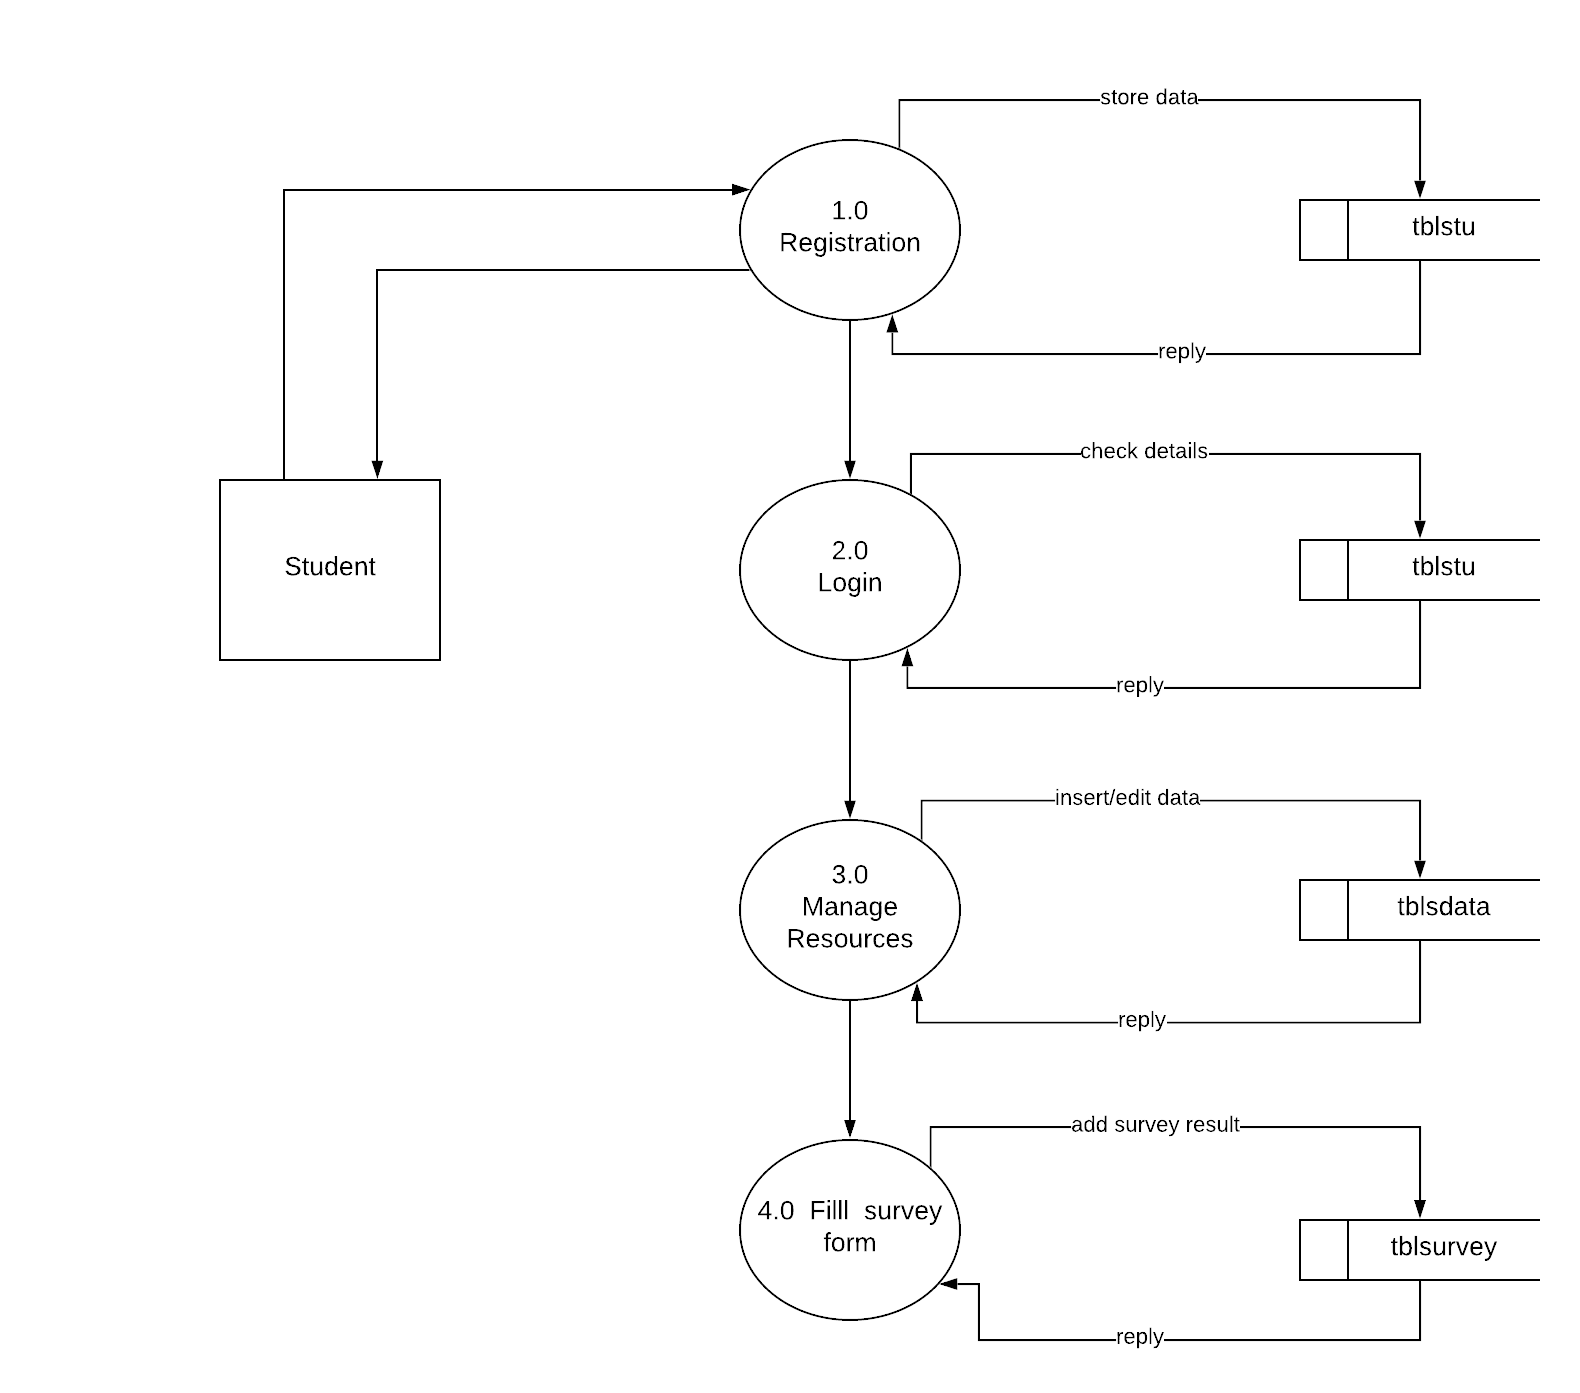 store data
1.0
Registration
tblstu
reply
check details
Student
2.0
Login
tblstu
reply
insert/edit data
3.0
Manage
Resources
tblsdata
reply
add survey result
4.0 Filll survey
form
tblsurvey
reply